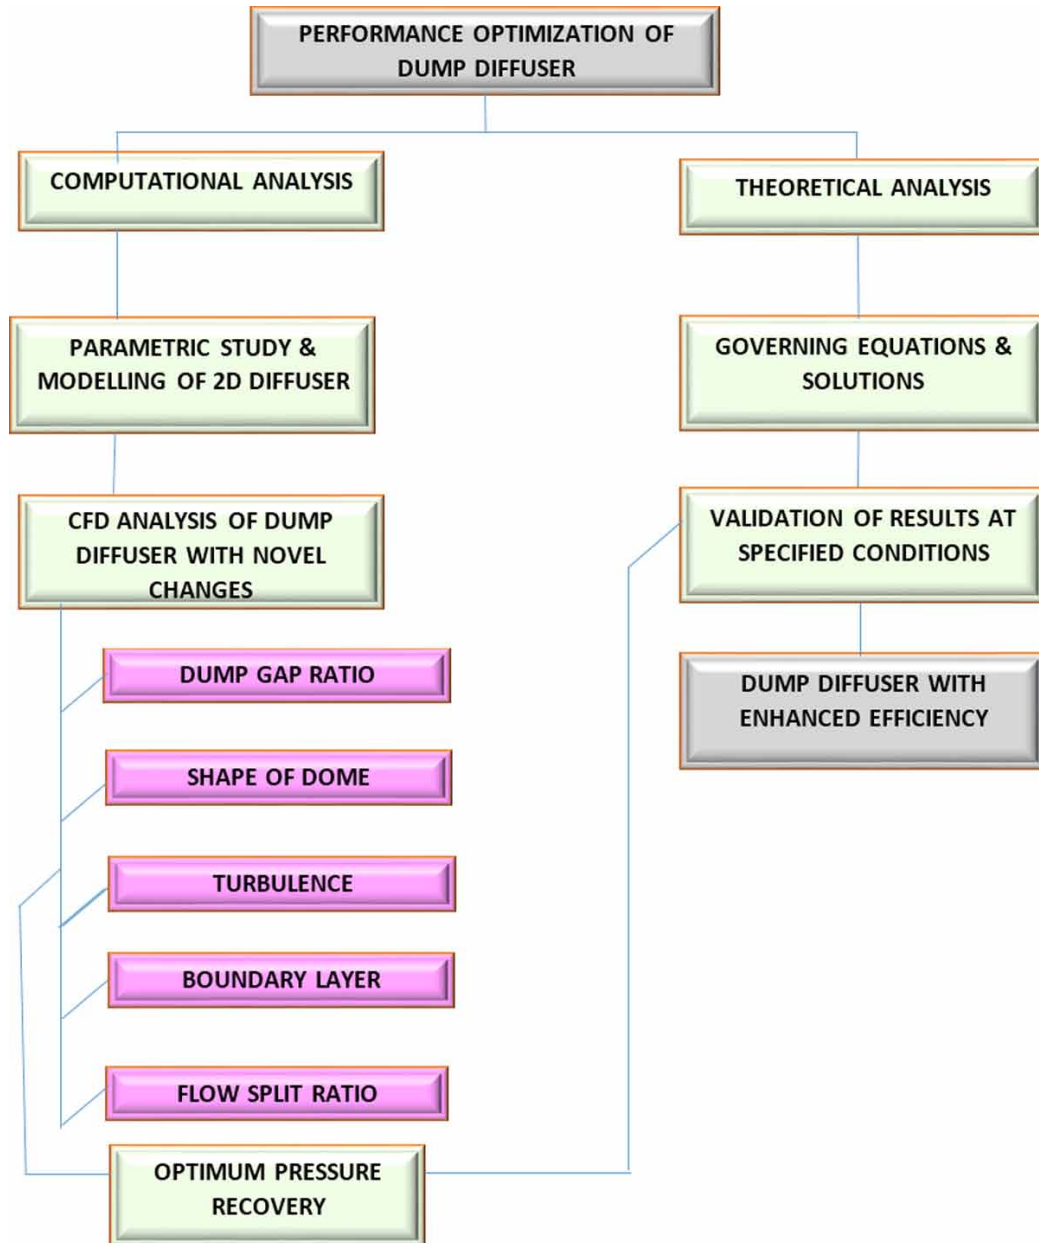 PERFORMANCE OPTIMIZATION OF
DUMP DIFFUSER
COMPUTATIONAL ANALYSIS
THEORETICAL ANALYSIS
PARAMETRIC STUDY &
MODELLING OF 2D DIFFUSER
GOVERNING EQUATIONS &
SOLUTIONS
CFD ANALYSIS OF DUMP
DIFFUSER WITH NOVEL
CHANGES
VALIDATION OF RESULTS AT
SPECIFIED CONDITIONS
DUMP GAP RATIO
DUMP DIFFUSER WITH
ENHANCED EFFICIENCY
SHAPE OF DOME
TURBULENCE
BOUNDARY LAYER
FLOW SPLIT RATIO
OPTIMUM PRESSURE
RECOVERY